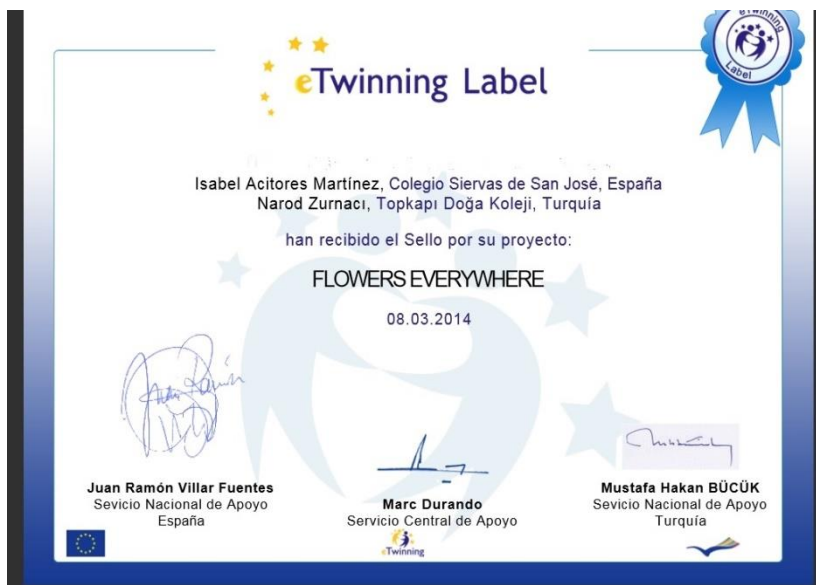 eTwinning
Label
eTwinning Label
Isabel Acitores Martínez, Colegio Siervas de San José, España
Narod Zurnacı, Topkapı Doğa Koleji, Turquía
han recibido el Sello por su proyecto:
FLOWERS EVERYWHERE
08.03.2014
Juan Ramón Villar Fuentes
Sevicio Nacional de Apoyo
España
Marc Durando
Servicio Central de Apoyo
eTwinning
Mustafa Hakan BÜCÜK
Sevicio Nacional de Apoyo
Turquía